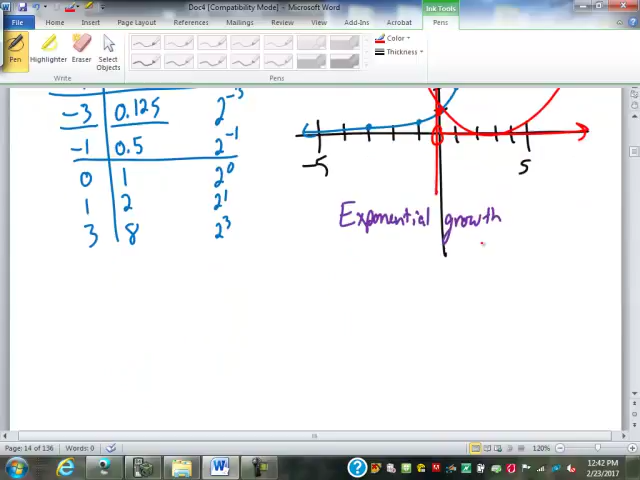 Doc4 [Compatibility Mode] - Microsoft Word
Ink Tools
File Home Insert Page Layout References Mailings Review View Add-Ins Acrobat Pens
Pen Highlighter Eraser Select Objects
Color
Thickness
Write
Pens
-3 0.125 2^-3
-1 0.5 2^-1
0 1 2^0
1 2 2^1
3 8 2^3
-5 5
Exponential growth
Page: 14 of 136 Words: 0 120%
12:42 PM
2/23/2017